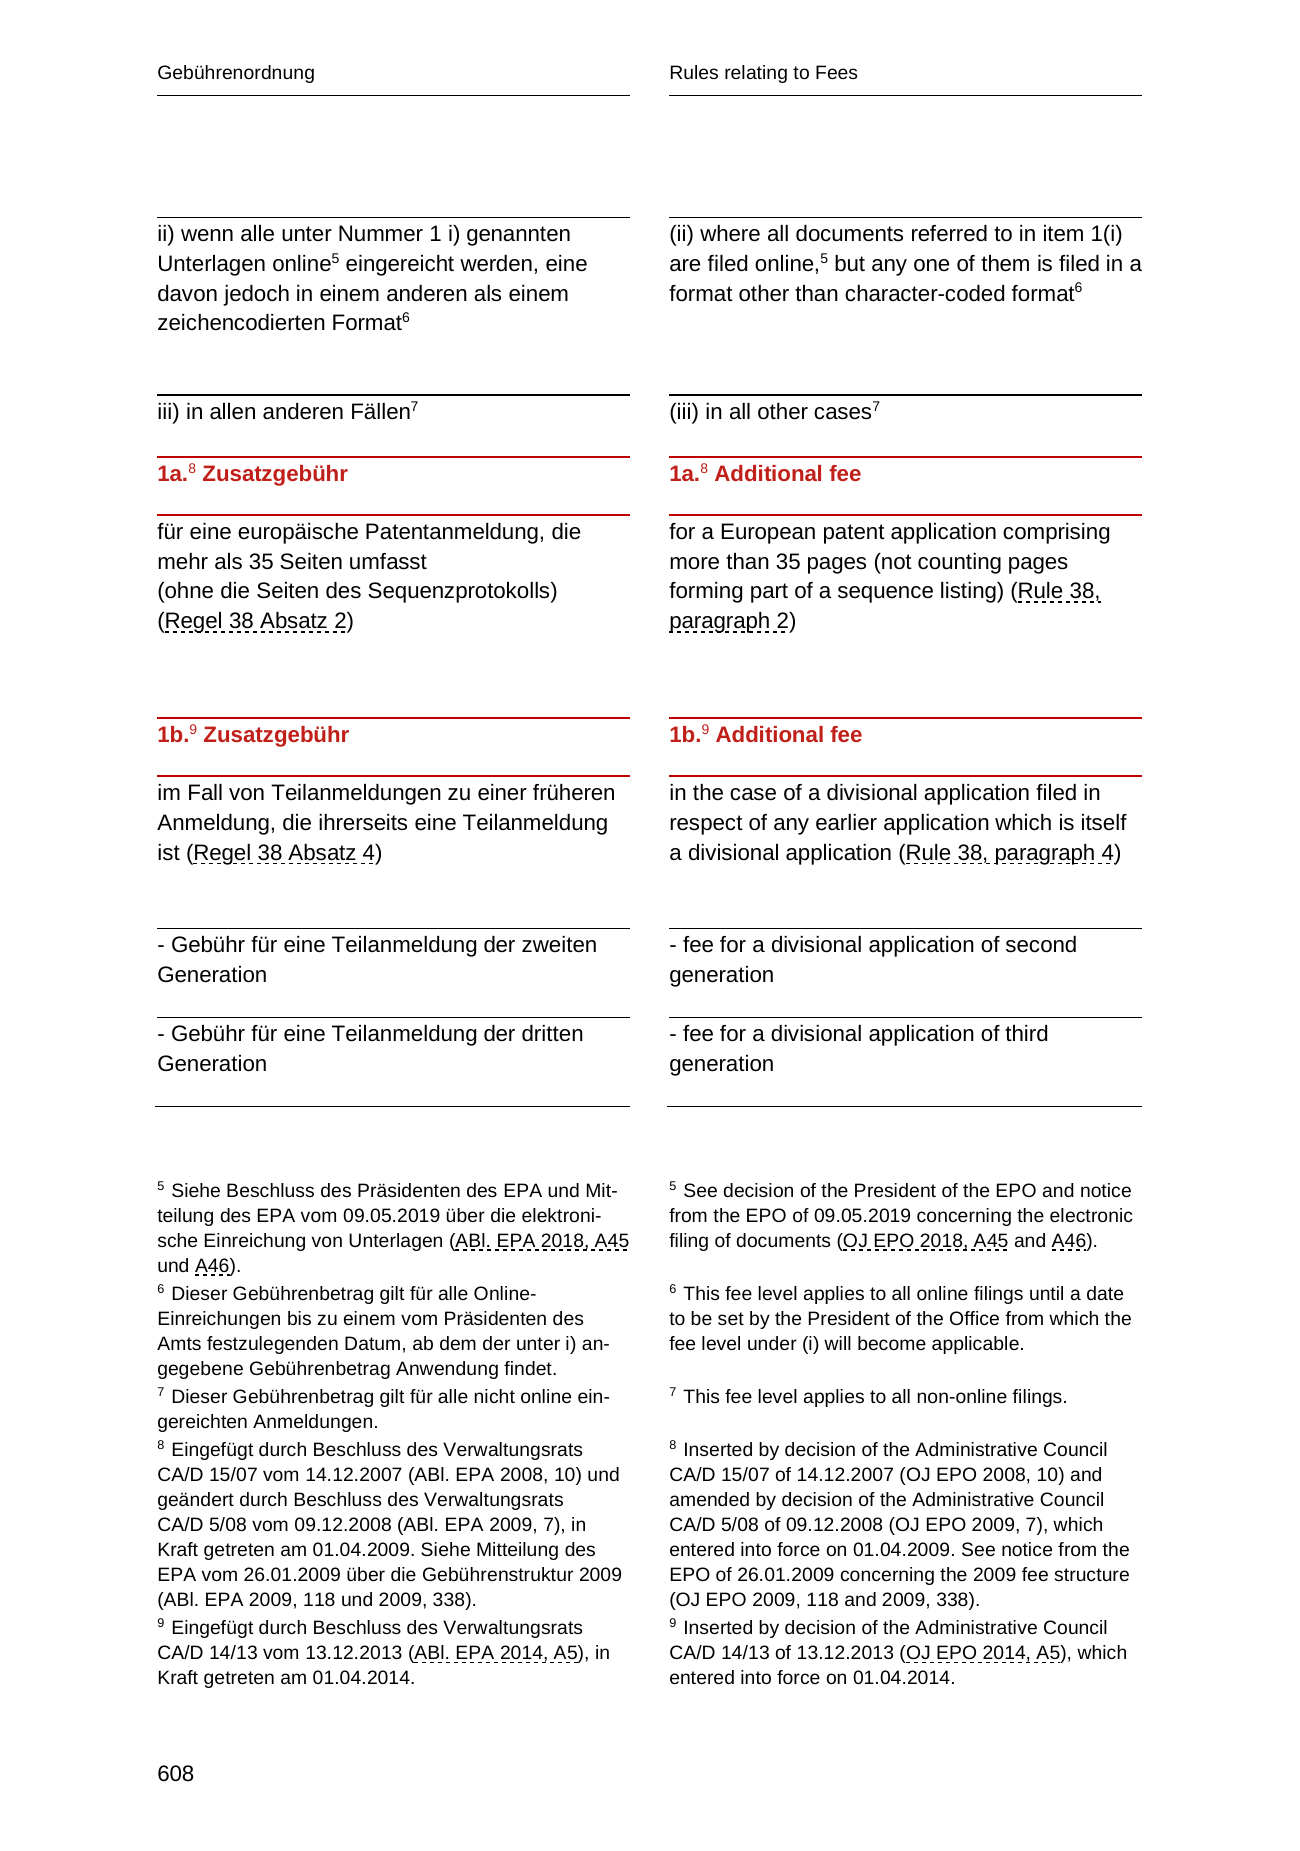 Gebührenordnung
Rules relating to Fees
ii) wenn alle unter Nummer 1 i) genannten
Unterlagen online5 eingereicht werden, eine
davon jedoch in einem anderen als einem
zeichencodierten Format6
(ii) where all documents referred to in item 1(i)
are filed online,5 but any one of them is filed in a
format other than character-coded format6
iii) in allen anderen Fällen7
(iii) in all other cases7
1a.8 Zusatzgebühr
1a.8 Additional fee
für eine europäische Patentanmeldung, die
mehr als 35 Seiten umfasst
(ohne die Seiten des Sequenzprotokolls)
(Regel 38 Absatz 2)
for a European patent application comprising
more than 35 pages (not counting pages
forming part of a sequence listing) (Rule 38,
paragraph 2)
1b.9 Zusatzgebühr
1b.9 Additional fee
im Fall von Teilanmeldungen zu einer früheren
Anmeldung, die ihrerseits eine Teilanmeldung
ist (Regel 38 Absatz 4)
in the case of a divisional application filed in
respect of any earlier application which is itself
a divisional application (Rule 38, paragraph 4)
- Gebühr für eine Teilanmeldung der zweiten
Generation
- fee for a divisional application of second
generation
- Gebühr für eine Teilanmeldung der dritten
Generation
- fee for a divisional application of third
generation
5 Siehe Beschluss des Präsidenten des EPA und Mit-
teilung des EPA vom 09.05.2019 über die elektroni-
sche Einreichung von Unterlagen (ABl. EPA 2018, A45
und A46).
5 See decision of the President of the EPO and notice
from the EPO of 09.05.2019 concerning the electronic
filing of documents (OJ EPO 2018, A45 and A46).
6 Dieser Gebührenbetrag gilt für alle Online-
Einreichungen bis zu einem vom Präsidenten des
Amts festzulegenden Datum, ab dem der unter i) an-
gegebene Gebührenbetrag Anwendung findet.
6 This fee level applies to all online filings until a date
to be set by the President of the Office from which the
fee level under (i) will become applicable.
7 Dieser Gebührenbetrag gilt für alle nicht online ein-
gereichten Anmeldungen.
7 This fee level applies to all non-online filings.
8 Eingefügt durch Beschluss des Verwaltungsrats
CA/D 15/07 vom 14.12.2007 (ABl. EPA 2008, 10) und
geändert durch Beschluss des Verwaltungsrats
CA/D 5/08 vom 09.12.2008 (ABl. EPA 2009, 7), in
Kraft getreten am 01.04.2009. Siehe Mitteilung des
EPA vom 26.01.2009 über die Gebührenstruktur 2009
(ABl. EPA 2009, 118 und 2009, 338).
8 Inserted by decision of the Administrative Council
CA/D 15/07 of 14.12.2007 (OJ EPO 2008, 10) and
amended by decision of the Administrative Council
CA/D 5/08 of 09.12.2008 (OJ EPO 2009, 7), which
entered into force on 01.04.2009. See notice from the
EPO of 26.01.2009 concerning the 2009 fee structure
(OJ EPO 2009, 118 and 2009, 338).
9 Eingefügt durch Beschluss des Verwaltungsrats
CA/D 14/13 vom 13.12.2013 (ABl. EPA 2014, A5), in
Kraft getreten am 01.04.2014.
9 Inserted by decision of the Administrative Council
CA/D 14/13 of 13.12.2013 (OJ EPO 2014, A5), which
entered into force on 01.04.2014.
608